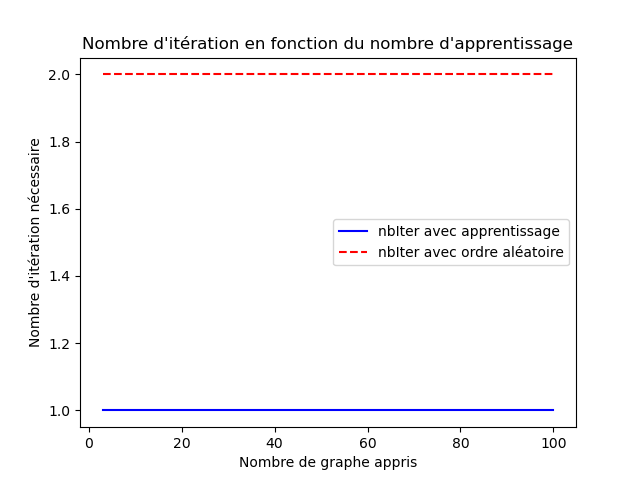 Nombre d'itération en fonction du nombre d'apprentissage
2.0
1.8
1.6
1.4
1.2
1.0
Nombre d'itération nécessaire
nbIter avec apprentissage
nbIter avec ordre aléatoire
0 20 40 60 80 100
Nombre de graphe appris